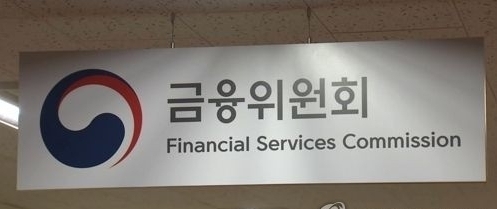 금융위원회
Financial Services Commission